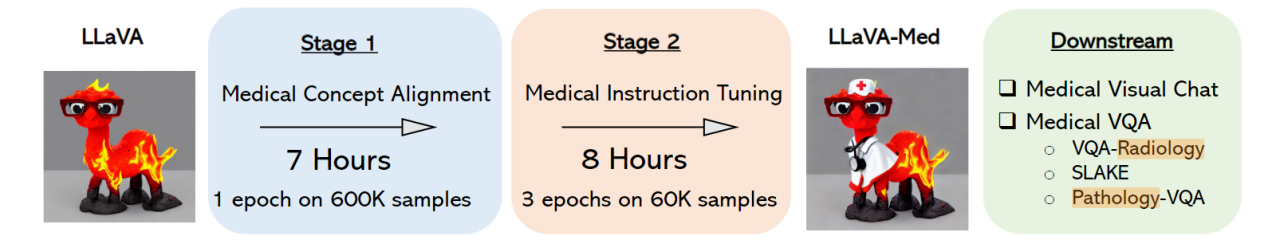 LLaVA
Stage 1
Medical Concept Alignment
7 Hours
1 epoch on 600K samples
Stage 2
Medical Instruction Tuning
8 Hours
3 epochs on 60K samples
LLaVA-Med
Downstream
Medical Visual Chat
Medical VQA
VQA-Radiology
SLAKE
Pathology-VQA